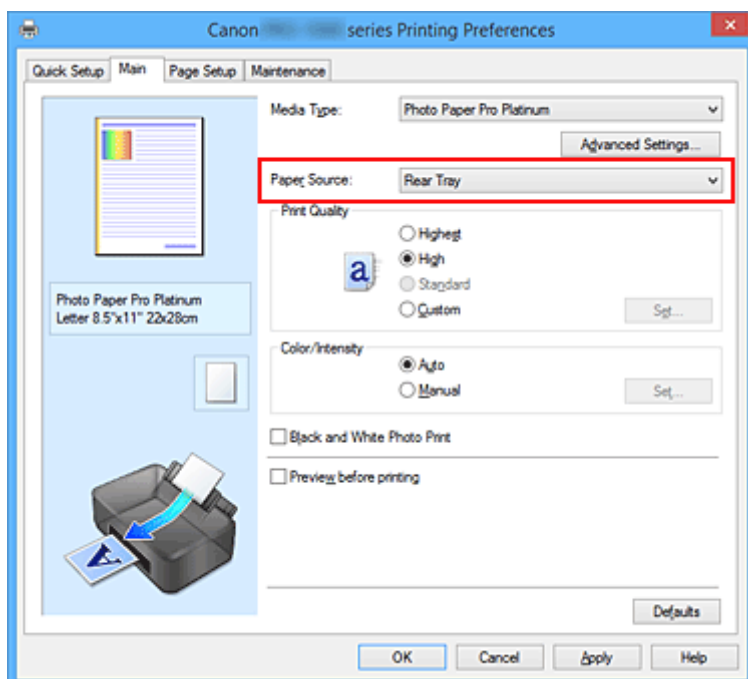 Canon series Printing Preferences
Quick Setup Main Page Setup Maintenance
Media Type: Photo Paper Pro Platinum
Advanced Settings...
Paper Source: Rear Tray
Print Quality
Highest
High
Standard
Custom Set...
Photo Paper Pro Platinum
Letter 8.5"x11" 22x28cm
Color/Intensity
Auto
Manual Set...
Black and White Photo Print
Preview before printing
Defaults
OK Cancel Apply Help